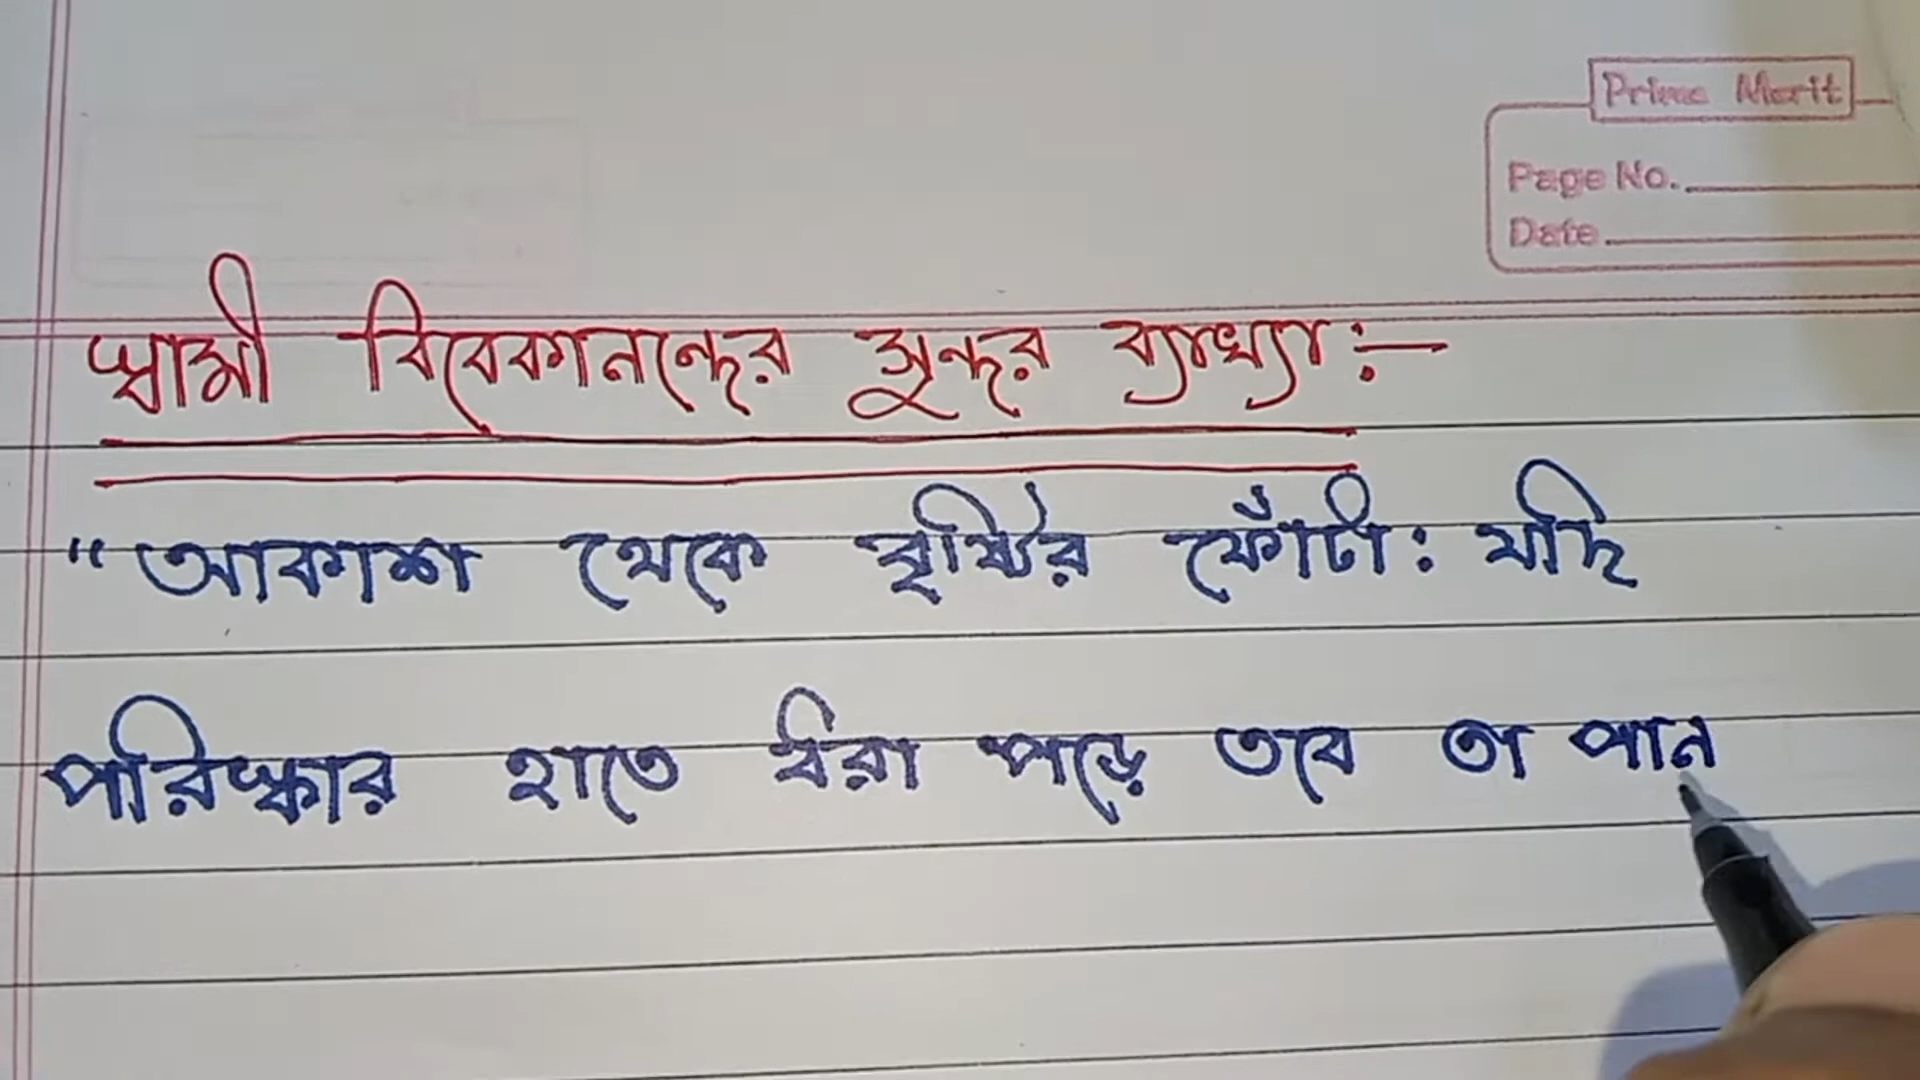 Prime Merit
Page No.
Date
স্বামী বিবেকানন্দের সুন্দর ব্যাখ্যা :—
“আকাশ থেকে বৃষ্টির ফোঁটা : যদি
পরিস্কার হাতে ধরা পড়ে তবে তা পান